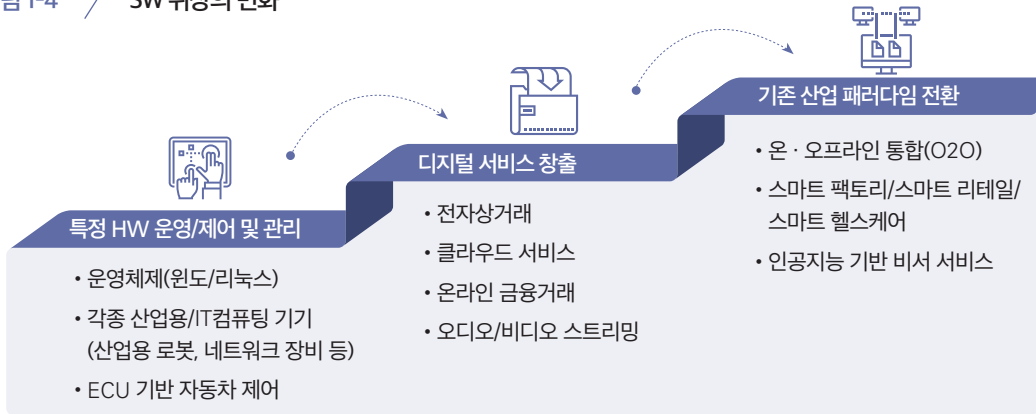 1-4 / SW 위상의 변화
특정 HW 운영/제어 및 관리
• 운영체제(윈도/리눅스)
• 각종 산업용/IT컴퓨팅 기기
(산업용 로봇, 네트워크 장비 등)
• ECU 기반 자동차 제어
디지털 서비스 창출
• 전자상거래
• 클라우드 서비스
• 온라인 금융거래
• 오디오/비디오 스트리밍
기존 산업 패러다임 전환
• 온 · 오프라인 통합(O2O)
• 스마트 팩토리/스마트 리테일/
스마트 헬스케어
• 인공지능 기반 비서 서비스